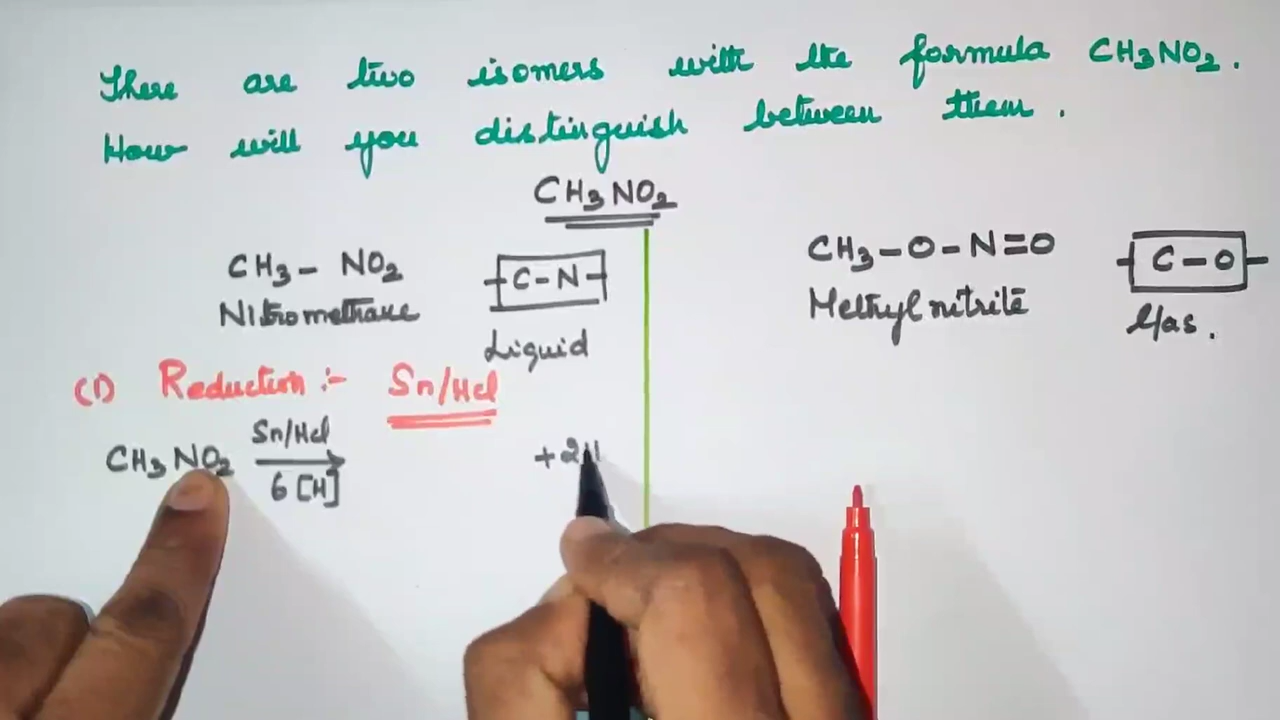 There are two isomers with the formula CH3NO2.
How will you distinguish between them.
CH3NO2
CH3 - NO2
Nitromethane
C - N
Liquid
CH3 - O - N = O
Methyl nitrite
C - O
Gas.
(1) Reduction :- Sn/HCl
CH3NO2 Sn/HCl 6 [H] + 2H